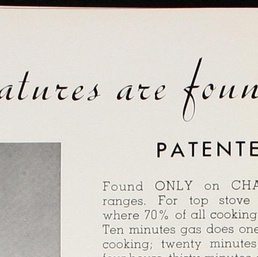 atures are foun
PATENTE
Found ONLY on CHA
ranges. For top stove
where 70% of all cooking
Ten minutes gas does one
cooking; twenty minutes